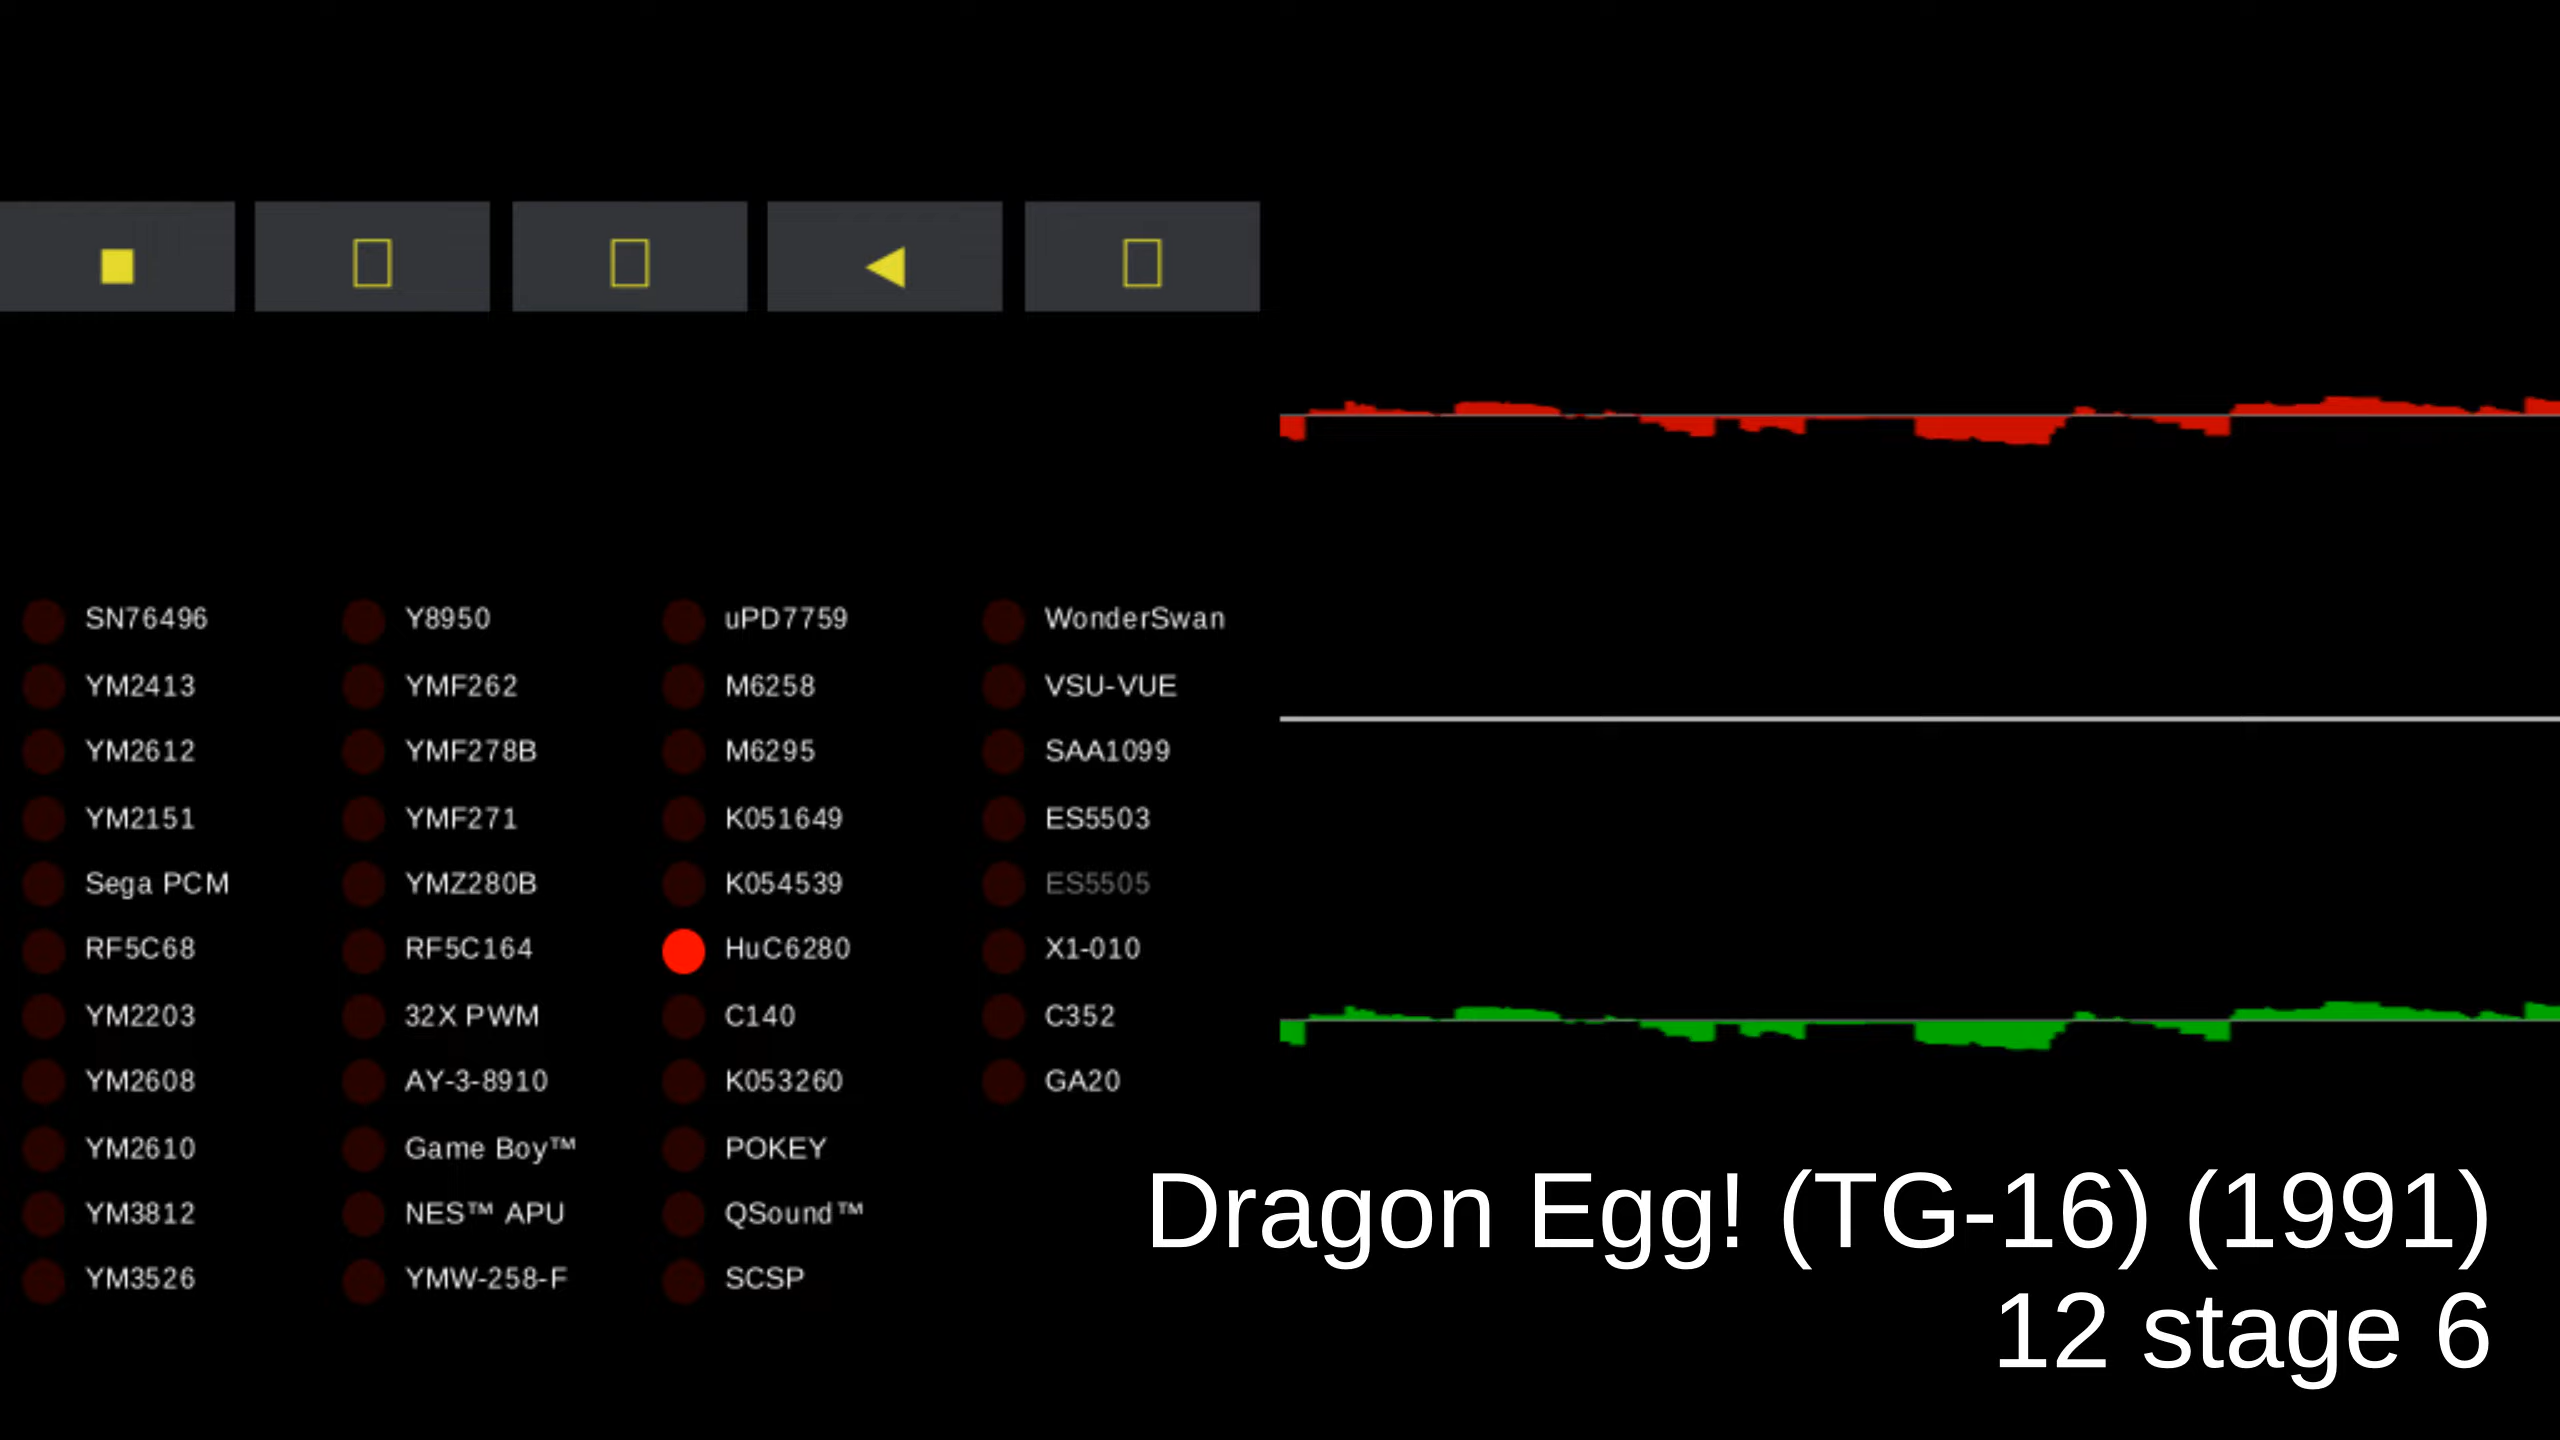 SN76496
YM2413
YM2612
YM2151
Sega PCM
RF5C68
YM2203
YM2608
YM2610
YM3812
YM3526
Y8950
YMF262
YMF278B
YMF271
YMZ280B
RF5C164
32X PWM
AY-3-8910
Game Boy™
NES™ APU
YMW-258-F
uPD7759
M6258
M6295
K051649
K054539
HuC6280
C140
K053260
POKEY
QSound™
SCSP
WonderSwan
VSU-VUE
SAA1099
ES5503
ES5505
X1-010
C352
GA20
Dragon Egg! (TG-16) (1991)
12 stage 6